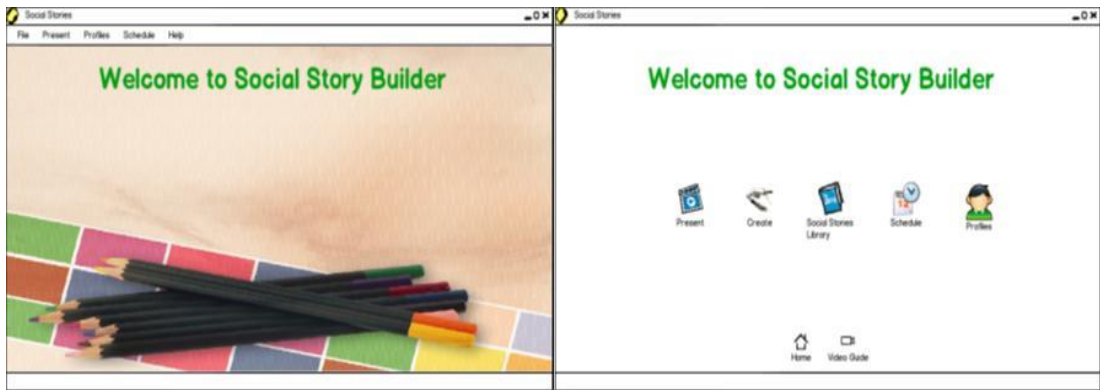 Social Stories
File Present Profiles Schedule Help
Welcome to Social Story Builder
Social Stories
Welcome to Social Story Builder
Present Create Social Stories Schedule Profiles
Library
Home Video Guide